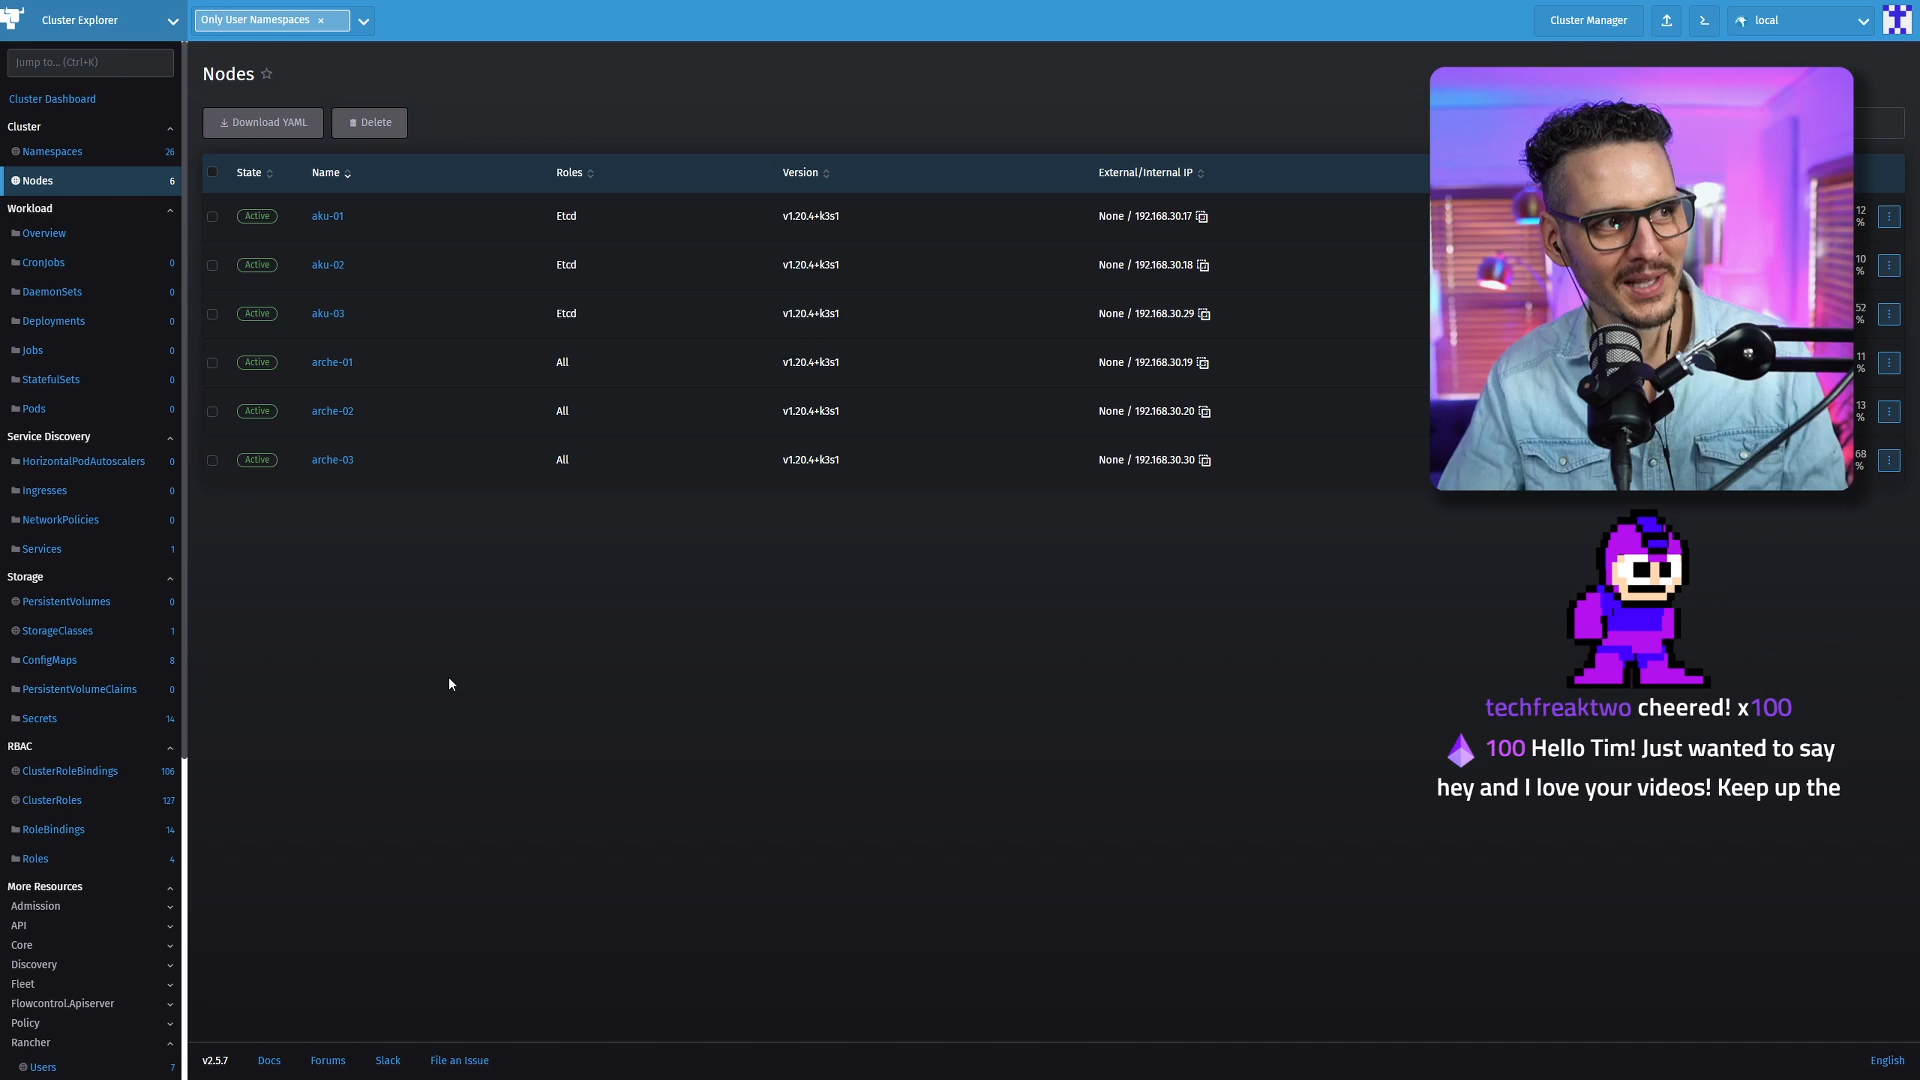 Cluster Explorer
Only User Namespaces ×
Cluster Manager
local
Jump to... (Ctrl+K)
Cluster Dashboard
Cluster
Namespaces 26
Nodes 6
Workload
Overview
CronJobs 0
DaemonSets 0
Deployments 0
Jobs 0
StatefulSets 0
Pods 0
Service Discovery
HorizontalPodAutoscalers 0
Ingresses 0
NetworkPolicies 0
Services 1
Storage
PersistentVolumes 0
StorageClasses 1
ConfigMaps 8
PersistentVolumeClaims 0
Secrets 14
RBAC
ClusterRoleBindings 106
ClusterRoles 127
RoleBindings 14
Roles 4
More Resources
Admission
API
Core
Discovery
Fleet
Flowcontrol.Apiserver
Policy
Rancher
Users 7
Nodes
Download YAML Delete
State Name Roles Version External/Internal IP
Active aku-01 Etcd v1.20.4+k3s1 None / 192.168.30.17 12 %
Active aku-02 Etcd v1.20.4+k3s1 None / 192.168.30.18 10 %
Active aku-03 Etcd v1.20.4+k3s1 None / 192.168.30.29 52 %
Active arche-01 All v1.20.4+k3s1 None / 192.168.30.19 11 %
Active arche-02 All v1.20.4+k3s1 None / 192.168.30.20 13 %
Active arche-03 All v1.20.4+k3s1 None / 192.168.30.30 68 %
techfreaktwo cheered! x100
100 Hello Tim! Just wanted to say
hey and I love your videos! Keep up the
v2.5.7 Docs Forums Slack File an Issue
English